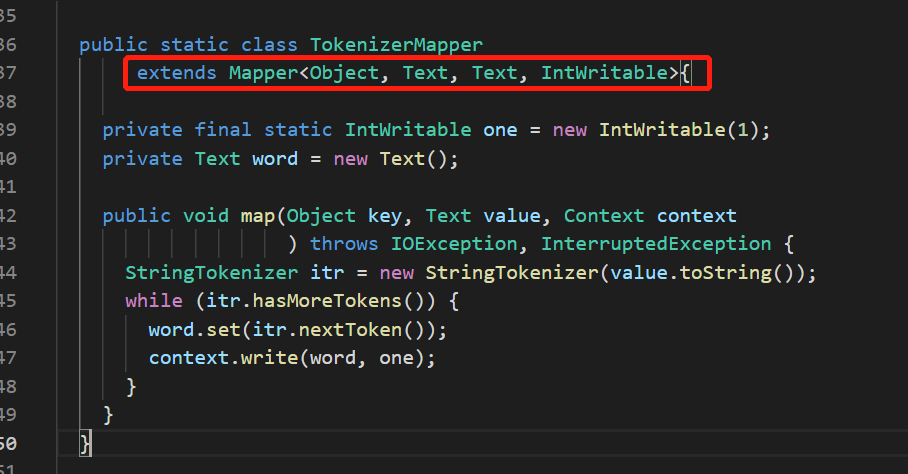 35
36 public static class TokenizerMapper
37 extends Mapper<Object, Text, Text, IntWritable>{
38
39 private final static IntWritable one = new IntWritable(1);
40 private Text word = new Text();
41
42 public void map(Object key, Text value, Context context
43 ) throws IOException, InterruptedException {
44 StringTokenizer itr = new StringTokenizer(value.toString());
45 while (itr.hasMoreTokens()) {
46 word.set(itr.nextToken());
47 context.write(word, one);
48 }
49 }
50 }
51